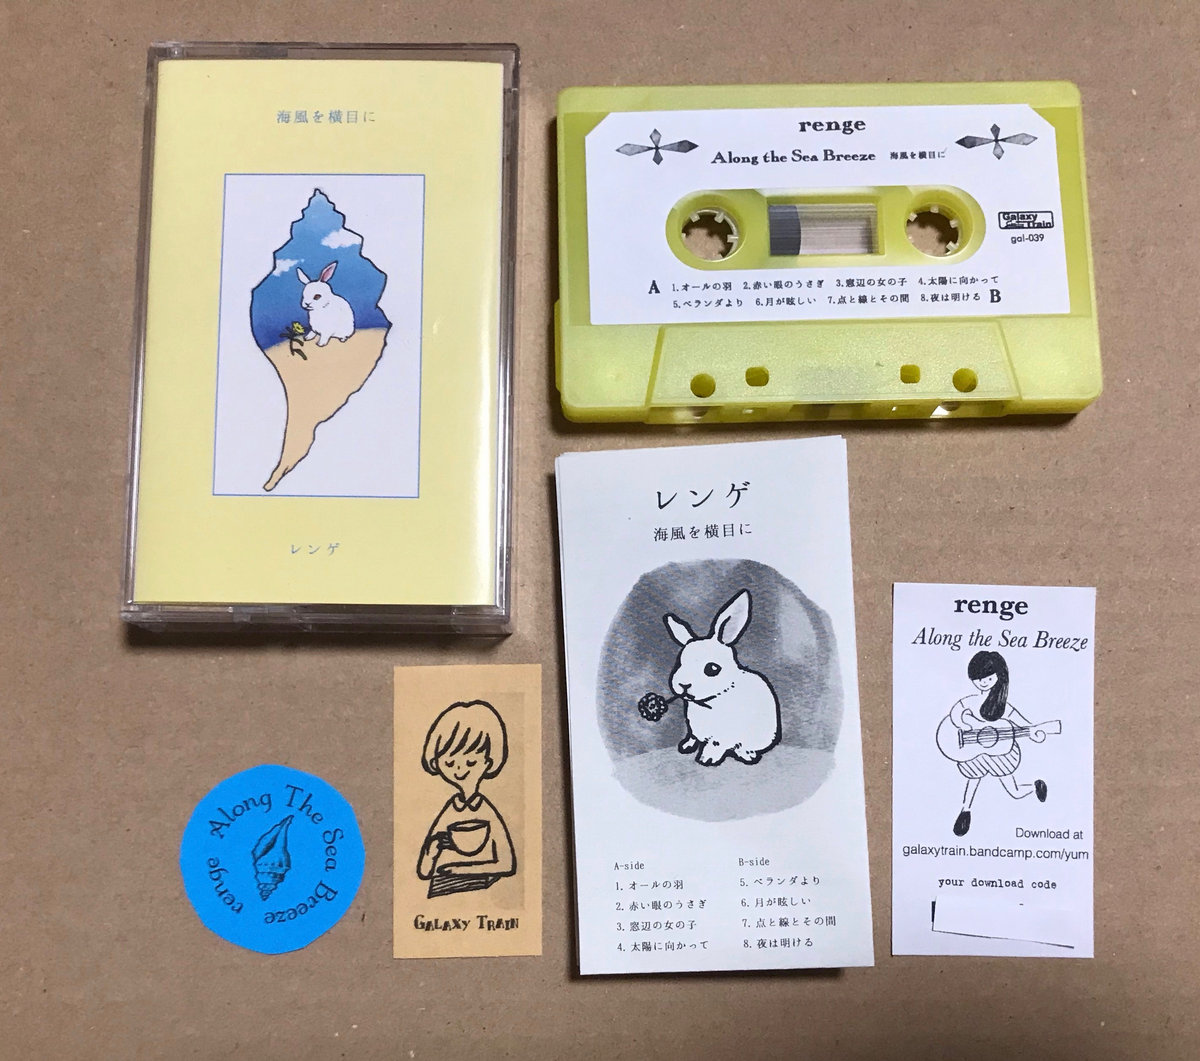 海風を横目に
レンゲ
renge
Along the Sea Breeze 海風を横目に
Galaxy
Train
gal-039
A 1.オールの羽 2.赤い眼のうさぎ 3.窓辺の女の子 4.太陽に向かって
5.ベランダより 6.月が眩しい 7.点と線とその間 8.夜は明ける B
レンゲ
海風を横目に
A-side
1. オールの羽
2. 赤い眼のうさぎ
3. 窓辺の女の子
4. 太陽に向かって
B-side
5. ベランダより
6. 月が眩しい
7. 点と線とその間
8. 夜は明ける
renge
Along the Sea Breeze
Download at
galaxytrain.bandcamp.com/yum
your download code
GALAXY TRAIN
Along The Sea Breeze
renge